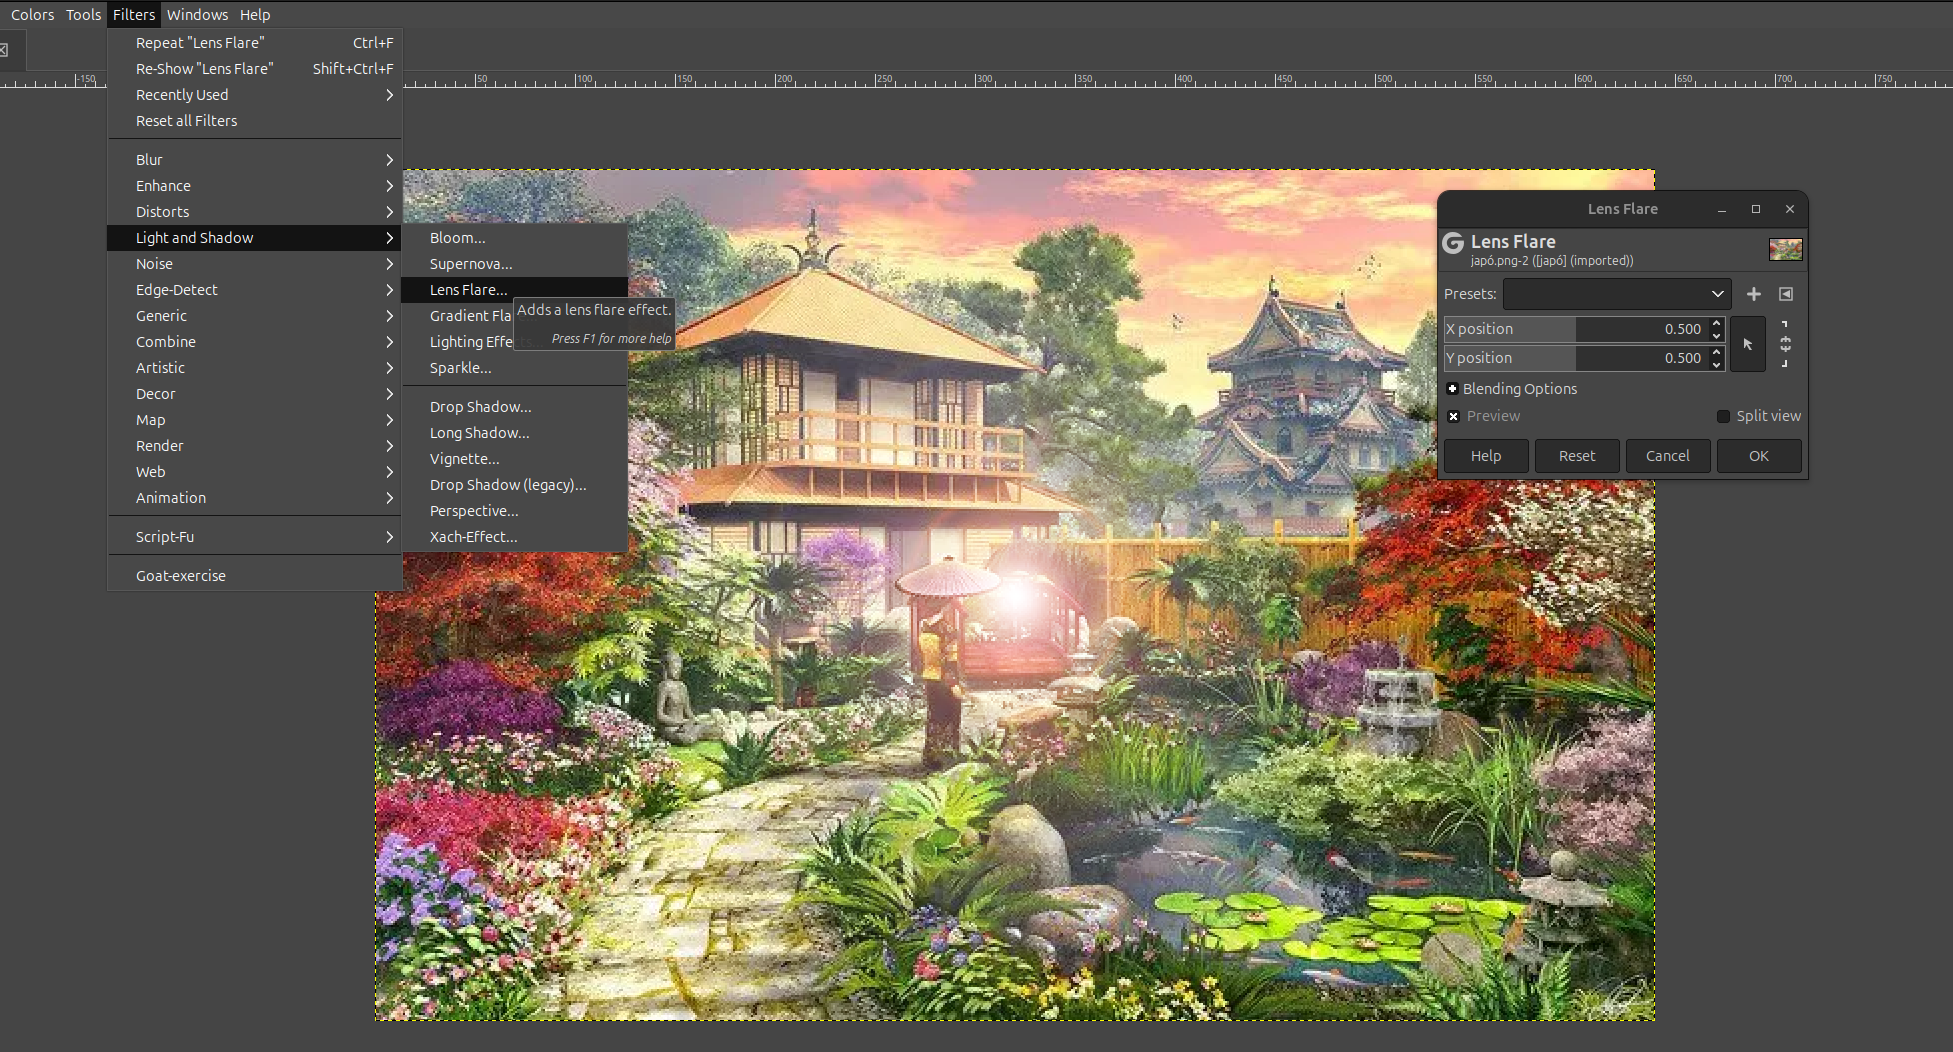 Colors Tools Filters Windows Help
Repeat "Lens Flare" Ctrl+F
Re-Show "Lens Flare" Shift+Ctrl+F
Recently Used
Reset all Filters
Blur
Enhance
Distorts
Light and Shadow
Noise
Edge-Detect
Generic
Combine
Artistic
Decor
Map
Render
Web
Animation
Script-Fu
Goat-exercise
-150 50 100 150 200 250 300 350 400 450 500 550 600 650 700 750
Bloom...
Supernova...
Lens Flare...
Gradient Fla
Lighting Effe
Sparkle...
Drop Shadow...
Long Shadow...
Vignette...
Drop Shadow (legacy)...
Perspective...
Xach-Effect...
Adds a lens flare effect.
Press F1 for more help
Lens Flare
Lens Flare
japó.png-2 ([japó] (imported))
Presets:
X position 0.500
Y position 0.500
Blending Options
Preview Split view
Help Reset Cancel OK